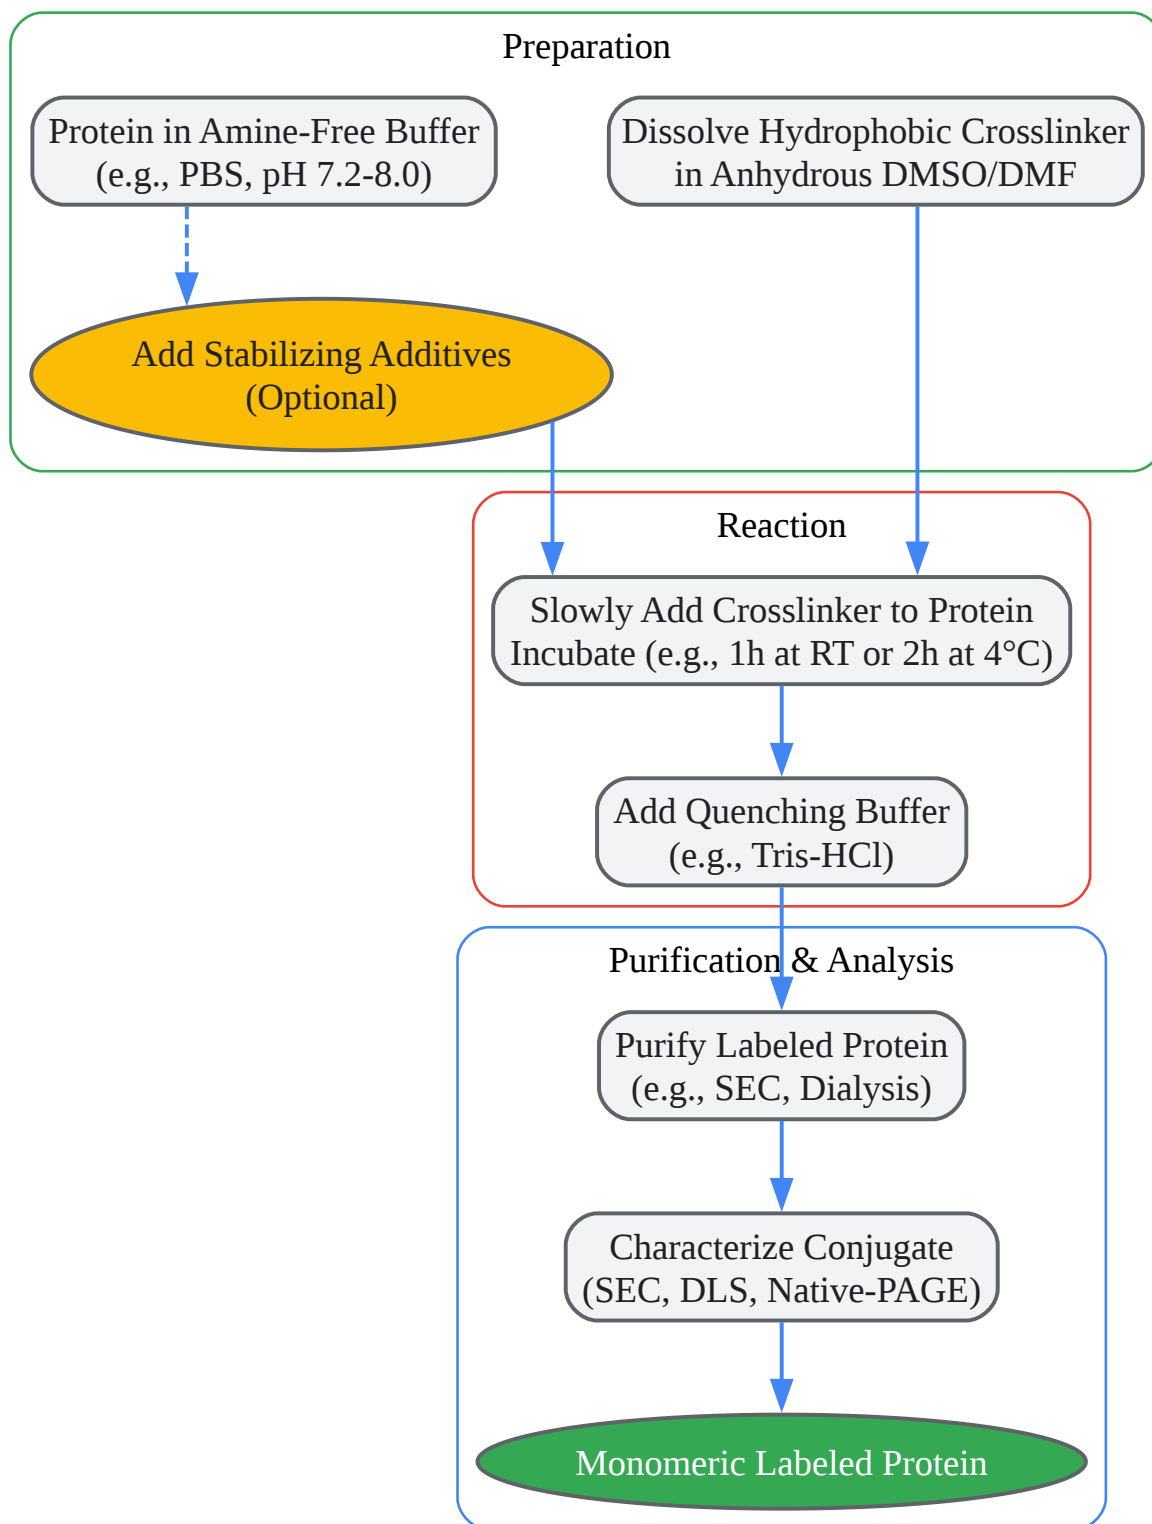 Preparation
Protein in Amine-Free Buffer
(e.g., PBS, pH 7.2-8.0)
Dissolve Hydrophobic Crosslinker
in Anhydrous DMSO/DMF
Add Stabilizing Additives
(Optional)
Reaction
Slowly Add Crosslinker to Protein
Incubate (e.g., 1h at RT or 2h at 4°C)
Add Quenching Buffer
(e.g., Tris-HCl)
Purification & Analysis
Purify Labeled Protein
(e.g., SEC, Dialysis)
Characterize Conjugate
(SEC, DLS, Native-PAGE)
Monomeric Labeled Protein